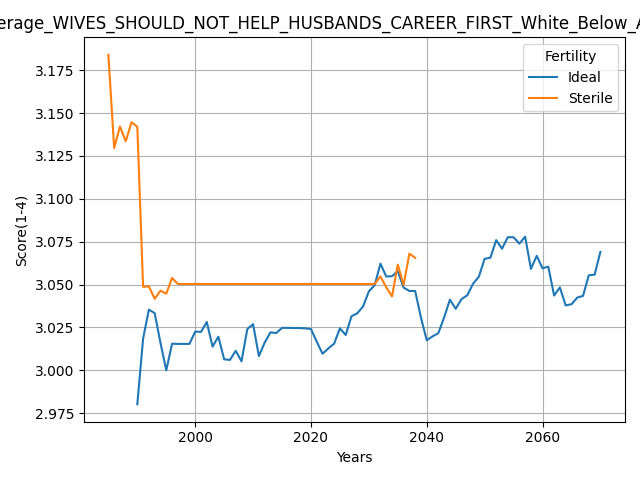 erage_WIVES_SHOULD_NOT_HELP_HUSBANDS_CAREER_FIRST_White_Below_A
Fertility
Ideal
Sterile
Score(1-4)
3.175
3.150
3.125
3.100
3.075
3.050
3.025
3.000
2.975
2000 2020 2040 2060
Years